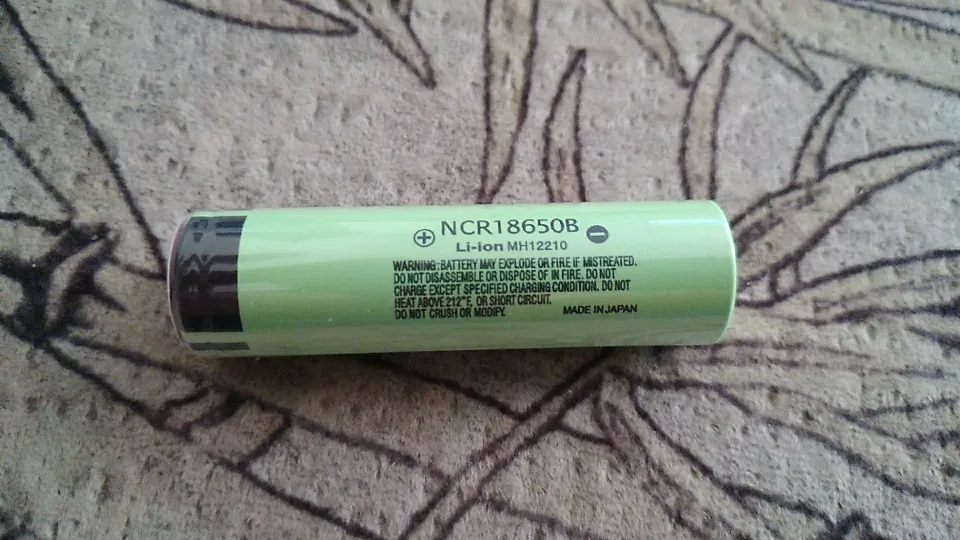 ⊕ NCR18650B ⊖
Li-ion MH12210
WARNING: BATTERY MAY EXPLODE OR FIRE IF MISTREATED.
DO NOT DISASSEMBLE OR DISPOSE OF IN FIRE. DO NOT
CHARGE EXCEPT SPECIFIED CHARGING CONDITION. DO NOT
HEAT ABOVE 212°F, OR SHORT CIRCUIT.
DO NOT CRUSH OR MODIFY. MADE IN JAPAN